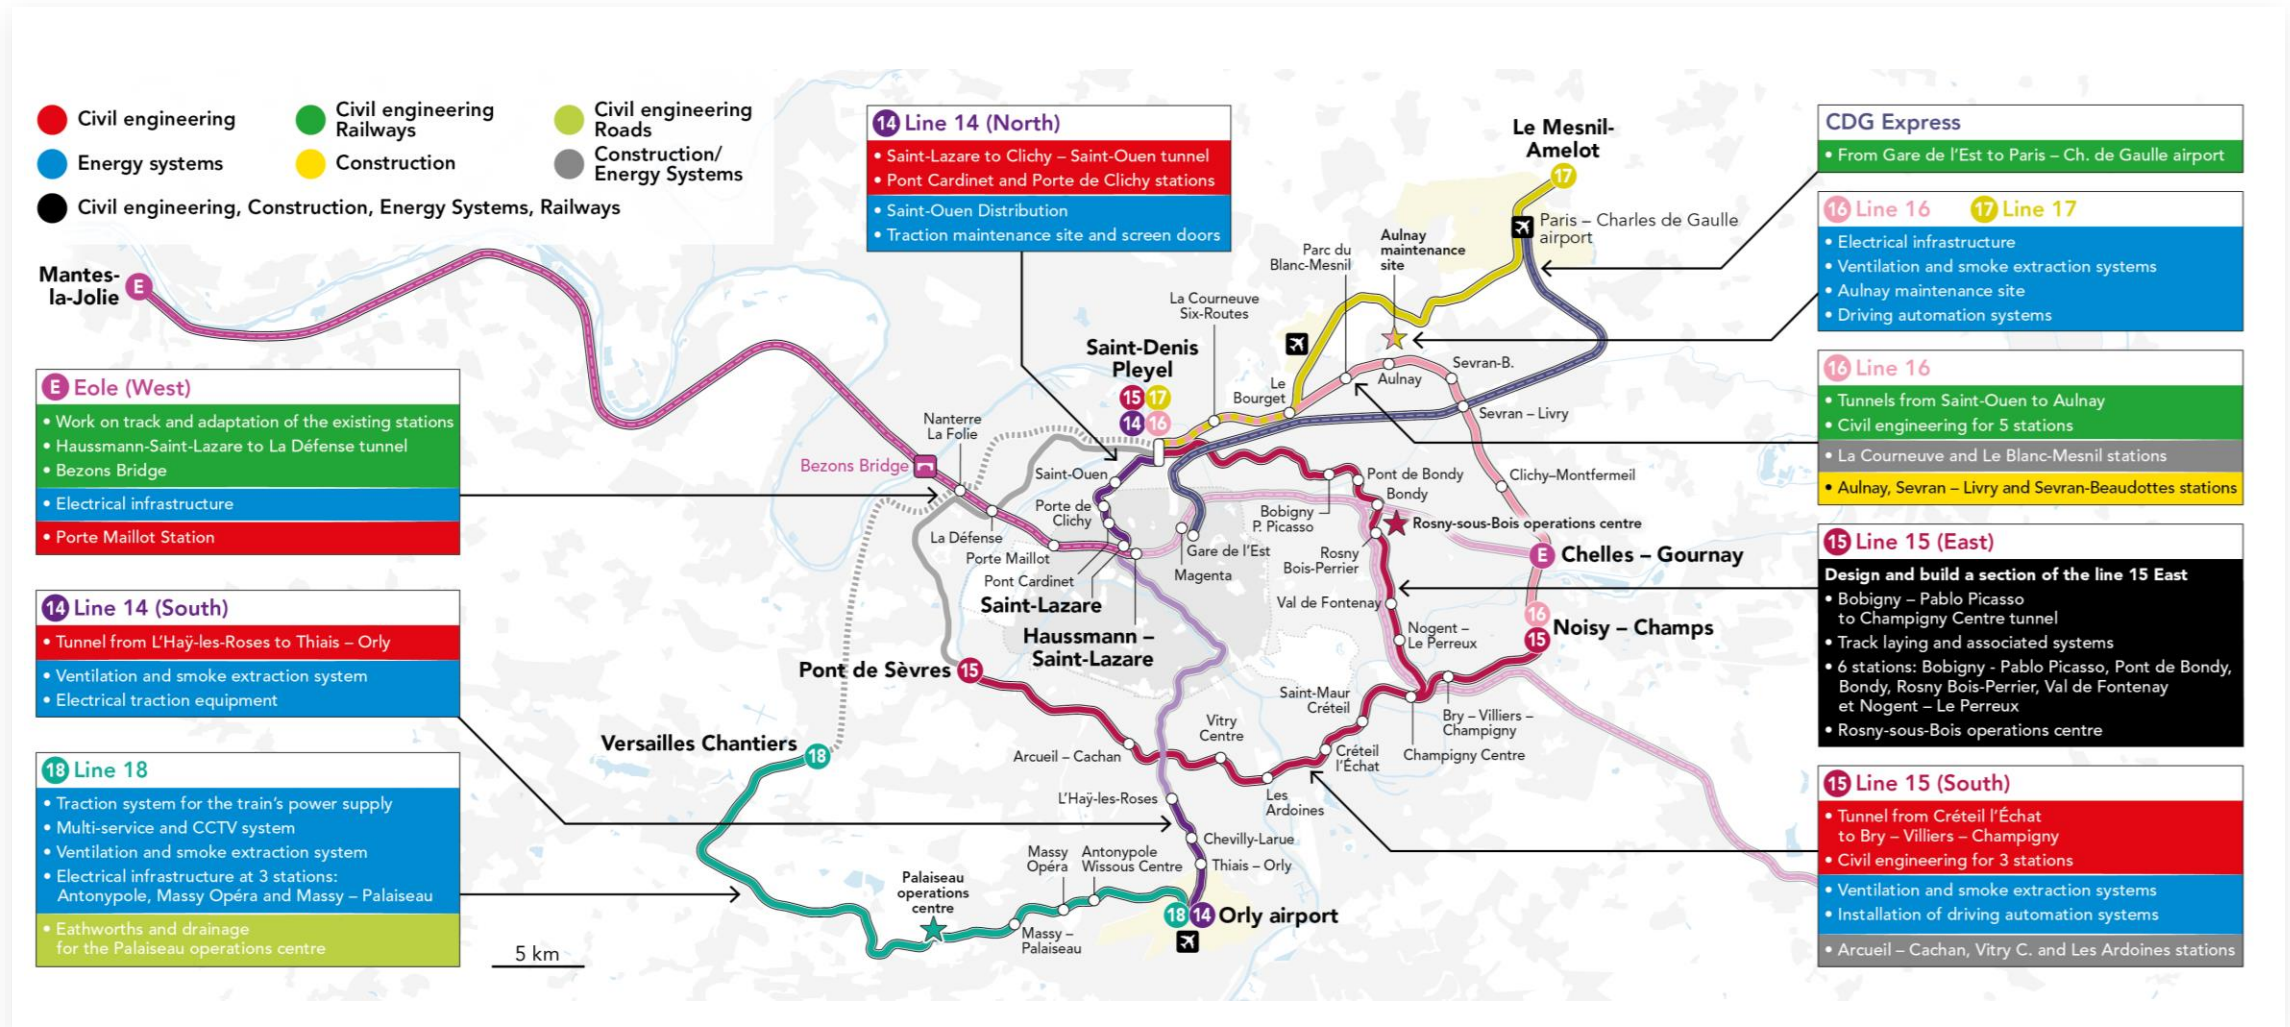 Civil engineering
Civil engineering
Railways
Civil engineering
Roads
Energy systems
Construction
Construction/
Energy Systems
Civil engineering, Construction, Energy Systems, Railways
14 Line 14 (North)
• Saint-Lazare to Clichy – Saint-Ouen tunnel
• Pont Cardinet and Porte de Clichy stations
• Saint-Ouen Distribution
• Traction maintenance site and screen doors
CDG Express
• From Gare de l'Est to Paris – Ch. de Gaulle airport
16 Line 16 17 Line 17
• Electrical infrastructure
• Ventilation and smoke extraction systems
• Aulnay maintenance site
• Driving automation systems
16 Line 16
• Tunnels from Saint-Ouen to Aulnay
• Civil engineering for 5 stations
• La Courneuve and Le Blanc-Mesnil stations
• Aulnay, Sevran – Livry and Sevran-Beaudottes stations
15 Line 15 (East)
Design and build a section of the line 15 East
• Bobigny – Pablo Picasso
to Champigny Centre tunnel
• Track laying and associated systems
• 6 stations: Bobigny - Pablo Picasso, Pont de Bondy,
Bondy, Rosny Bois-Perrier, Val de Fontenay
et Nogent – Le Perreux
• Rosny-sous-Bois operations centre
15 Line 15 (South)
• Tunnel from Créteil l'Échat
to Bry – Villiers – Champigny
• Civil engineering for 3 stations
• Ventilation and smoke extraction systems
• Installation of driving automation systems
• Arcueil – Cachan, Vitry C. and Les Ardoines stations
E Eole (West)
• Work on track and adaptation of the existing stations
• Haussmann-Saint-Lazare to La Défense tunnel
• Bezons Bridge
• Electrical infrastructure
• Porte Maillot Station
14 Line 14 (South)
• Tunnel from L'Haÿ-les-Roses to Thiais – Orly
• Ventilation and smoke extraction system
• Electrical traction equipment
18 Line 18
• Traction system for the train's power supply
• Multi-service and CCTV system
• Ventilation and smoke extraction system
• Electrical infrastructure at 3 stations:
Antonypole, Massy Opéra and Massy – Palaiseau
• Eathworths and drainage
for the Palaiseau operations centre
Mantes-
la-Jolie
E
Le Mesnil-
Amelot
17
Paris – Charles de Gaulle
airport
Parc du
Blanc-Mesnil
Aulnay
maintenance
site
La Courneuve
Six-Routes
Saint-Denis
Pleyel
15 17
14 16
Le
Bourget
Aulnay
Sevran-B.
Sevran – Livry
Nanterre
La Folie
Bezons Bridge
Saint-Ouen
Porte de
Clichy
La Défense
Porte Maillot
Pont Cardinet
Saint-Lazare
Haussmann –
Saint-Lazare
Gare de l'Est
Magenta
Bobigny
P. Picasso
Pont de Bondy
Bondy
Clichy–Montfermeil
Rosny-sous-Bois operations centre
Rosny
Bois-Perrier
E Chelles – Gournay
Val de Fontenay
Nogent –
Le Perreux
16
15
Noisy – Champs
Pont de Sèvres 15
Saint-Maur
Créteil
Vitry
Centre
Bry – Villiers –
Champigny
Versailles Chantiers 18
Arcueil – Cachan
Créteil
l'Échat
Champigny Centre
L'Haÿ-les-Roses
Les
Ardoines
Chevilly-Larue
Massy
Opéra
Antonypole
Wissous Centre
Thiais – Orly
Palaiseau
operations
centre
18 14 Orly airport
Massy –
Palaiseau
5 km